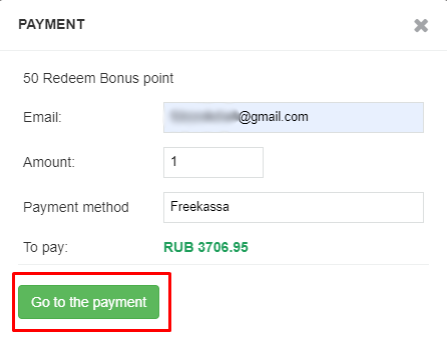 PAYMENT
50 Redeem Bonus point
Email: @gmail.com
Amount: 1
Payment method Freekassa
To pay: RUB 3706.95
Go to the payment